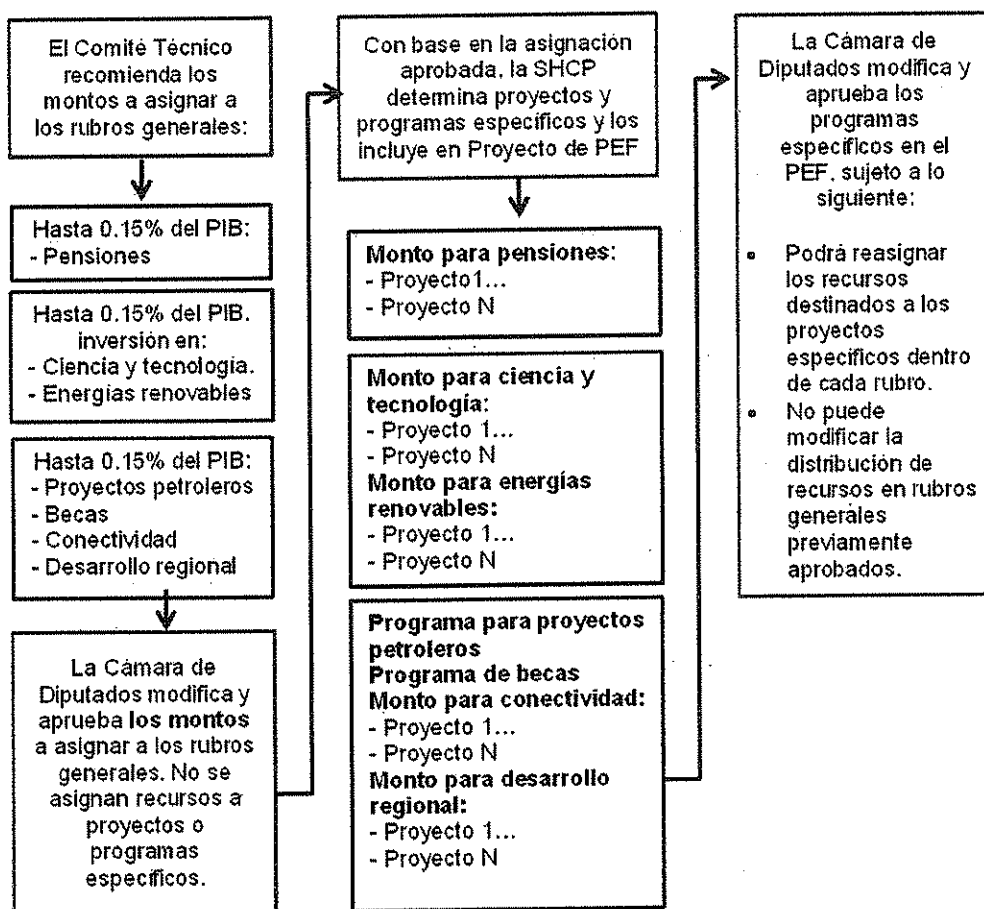 El Comité Técnico
recomienda los
montos a asignar a
los rubros generales:
Hasta 0.15% del PIB:
- Pensiones
Hasta 0.15% del PIB.
inversión en:
- Ciencia y tecnología.
- Energías renovables
Hasta 0.15% del PIB:
- Proyectos petroleros
- Becas
- Conectividad
- Desarrollo regional
La Cámara de
Diputados modifica y
aprueba los montos
a asignar a los rubros
generales. No se
asignan recursos a
proyectos o
programas
específicos.
Con base en la asignación
aprobada, la SHCP
determina proyectos y
programas específicos y los
incluye en Proyecto de PEF
Monto para pensiones:
- Proyecto1...
- Proyecto N
Monto para ciencia y
tecnología:
- Proyecto 1...
- Proyecto N
Monto para energías
renovables:
- Proyecto 1...
- Proyecto N
Programa para proyectos
petroleros
Programa de becas
Monto para conectividad:
- Proyecto 1...
- Proyecto N
Monto para desarrollo
regional:
- Proyecto 1...
- Proyecto N
La Cámara de
Diputados modifica y
aprueba los
programas
específicos en el
PEF, sujeto a lo
siguiente:
• Podrá reasignar
los recursos
destinados a los
proyectos
específicos dentro
de cada rubro.
• No puede
modificar la
distribución de
recursos en rubros
generales
previamente
aprobados.